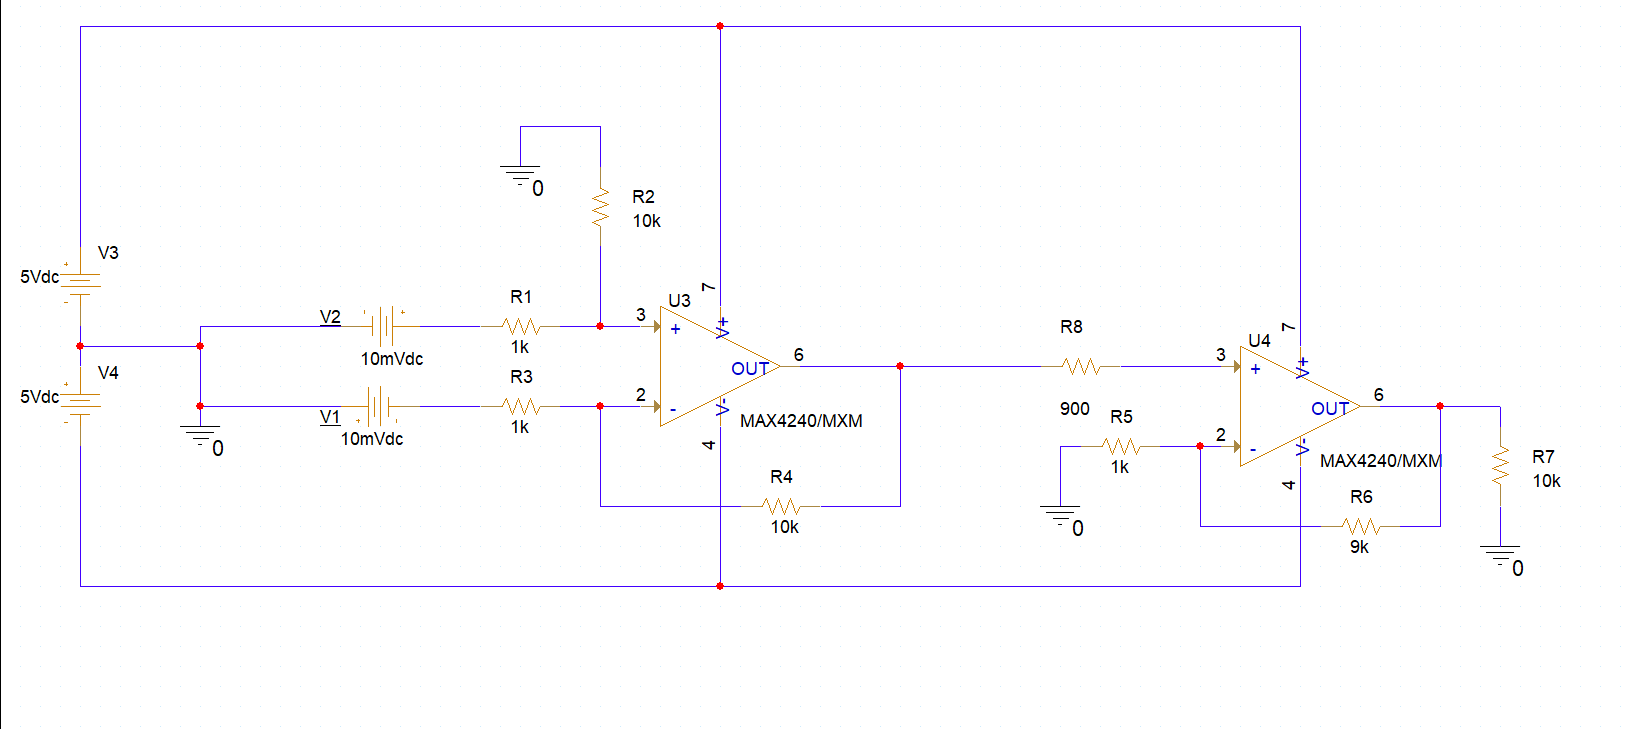 0
R2
10k
V3
5Vdc
+
-
7
R1
U3
V2
- +
3
+
V+
1k
10mVdc
V4
R3
OUT
6
R8
U4
7
3
+
V+
5Vdc
+
-
V1
+ -
2
-
V-
1k
10mVdc
MAX4240/MXM
900
R5
OUT
6
0
4
2
-
V-
1k
MAX4240/MXM
R7
10k
R4
10k
4
R6
9k
0
0